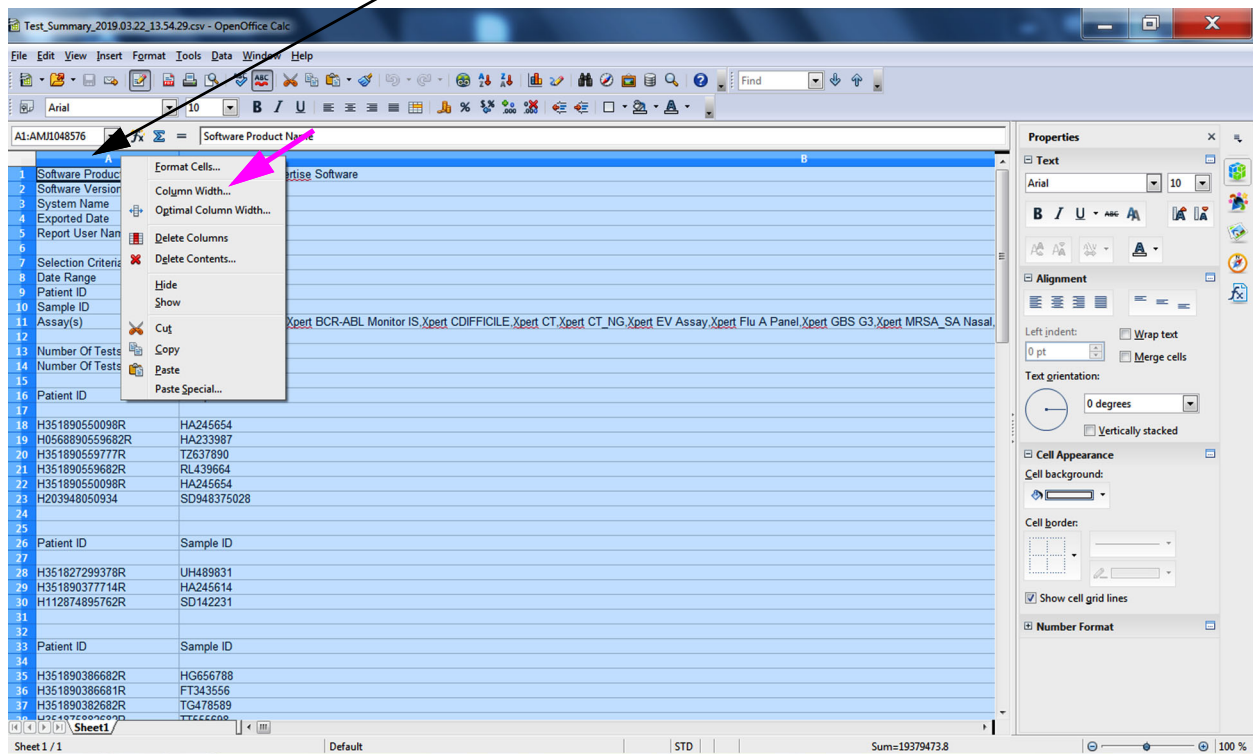 Test_Summary_2019.03.22_13.54.29.csv - OpenOffice Calc
File Edit View Insert Format Tools Data Window Help
ABC Find
Arial 10 B I U
A1:AMJ1048576 Software Product Name
A B
1 Software Product ertise Software
2 Software Version
3 System Name
4 Exported Date
5 Report User Nam
6
7 Selection Criteria
8 Date Range
9 Patient ID
10 Sample ID
11 Assay(s) Xpert BCR-ABL Monitor IS,Xpert CDIFFICILE,Xpert CT,Xpert CT_NG,Xpert EV Assay,Xpert Flu A Panel,Xpert GBS G3,Xpert MRSA_SA Nasal,
12
13 Number Of Tests
14 Number Of Tests
15
16 Patient ID
17
18 H351890550098R HA245654
19 H0568890559682R HA233987
20 H351890559777R TZ637890
21 H351890559682R RL439664
22 H351890550098R HA245654
23 H203948050934 SD948375028
24
25
26 Patient ID Sample ID
27
28 H351827299378R UH489831
29 H351890377714R HA245614
30 H112874895762R SD142231
31
32
33 Patient ID Sample ID
34
35 H351890386682R HG656788
36 H351890386681R FT343556
37 H351890382682R TG478589
Format Cells...
Column Width...
Optimal Column Width...
Delete Columns
Delete Contents...
Hide
Show
Cut
Copy
Paste
Paste Special...
Properties
Text
Arial 10
B I U ABC
Alignment
Left indent: Wrap text
0 pt Merge cells
Text orientation:
0 degrees
Vertically stacked
Cell Appearance
Cell background:
Cell border:
Show cell grid lines
Number Format
Sheet1
Sheet 1 / 1 Default STD Sum=19379473.8 100 %